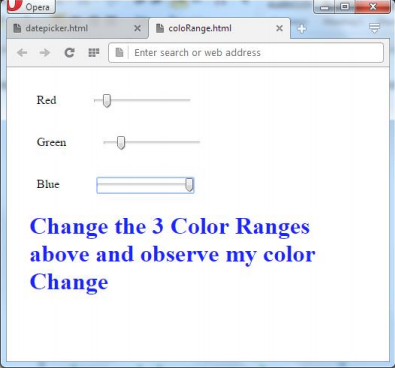 Opera
datepicker.html
coloRange.html
Enter search or web address
Red
Green
Blue
Change the 3 Color Ranges
above and observe my color
Change